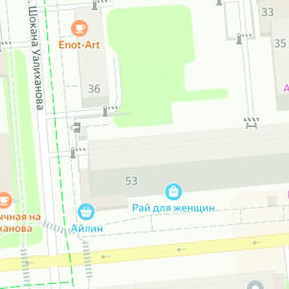 33
Шокана Уалиханова
Enot-Art
35
36
53
Рай для женщин
чная на
ханова
Айлин